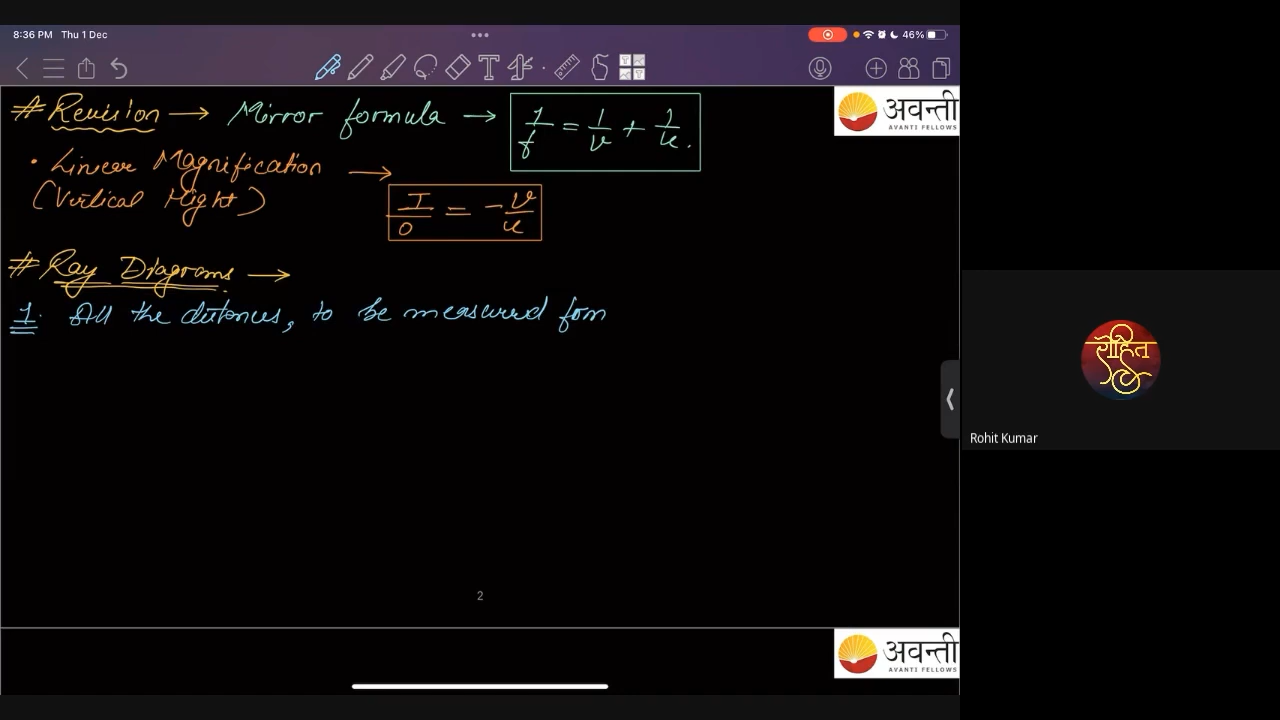 8:36 PM Thu 1 Dec
46%
# Revision → Mirror formula → 1/f = 1/v + 1/u.
अवन्ती
AVANTI FELLOWS
• Linear Magnification →
(Virtical Hight) I/O = -v/u
# Ray Diagrams →
1. All the distances, to be measured fom
Rohit Kumar
रोहित
2
अवन्ती
AVANTI FELLOWS